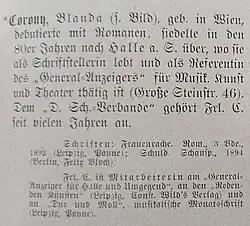 *Corony, Blanda (s. Bild), geb. in Wien,
debutirte mit Romanen, siedelte in den
80er Jahren nach Halle a. S. über, wo sie
als Schriftstellerin lebt und als Referentin
des „General-Anzeigers“ für Musik, Kunst
und Theater thätig ist (Große Steinstr. 46).
Dem „D. Sch.-Verbande“ gehört Frl. C.
seit vielen Jahren an.
Schriften: Frauenrache. Rom., 3 Bde.,
1892 (Leipzig, Payne); Schuld. Schausp., 1894
(Berlin, Felix Bloch):
Frl. C. ist Mitarbeiterin am „General-
Anzeiger für Halle und Umgegend“, an den „Reden-
den Künsten“ (Leipzig, Const. Wild's Verlag) und
an „Dur und Moll“, musikalische Monatsschrift
(Leipzig, Payne).